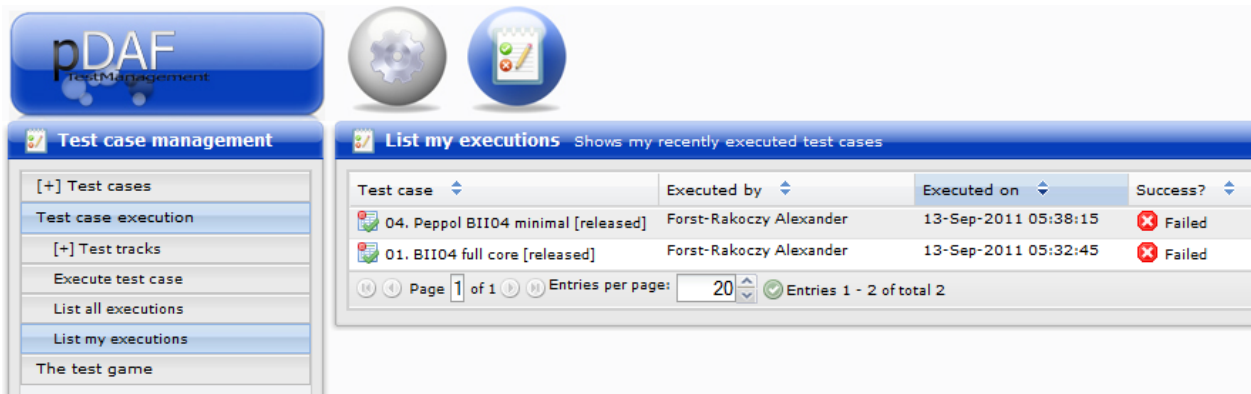 pDAF
TestManagement
Test case management
[+] Test cases
Test case execution
[+] Test tracks
Execute test case
List all executions
List my executions
The test game
List my executions Shows my recently executed test cases
Test case Executed by Executed on Success?
04. Peppol BII04 minimal [released] Forst-Rakoczy Alexander 13-Sep-2011 05:38:15 Failed
01. BII04 full core [released] Forst-Rakoczy Alexander 13-Sep-2011 05:32:45 Failed
Page 1 of 1 Entries per page: 20 Entries 1 - 2 of total 2